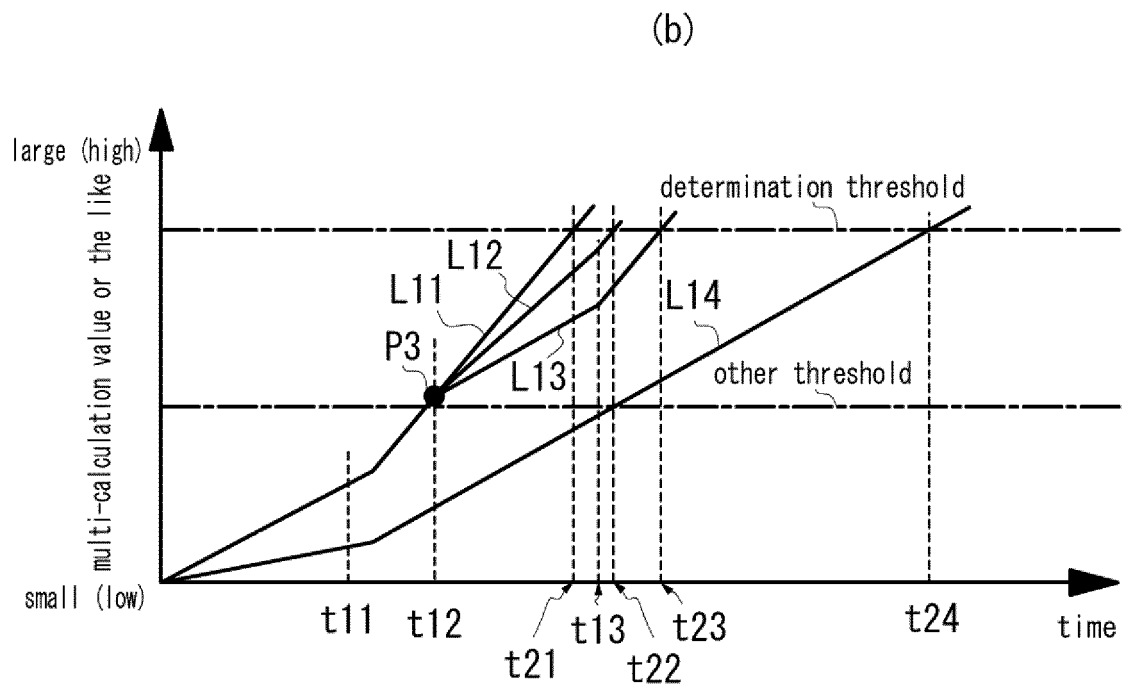 (b)
large (high)
multi-calculation value or the like
small (low)
determination threshold
L12
L11
L14
P3
L13
other threshold
t11
t12
t21
t13
t22
t23
t24
time